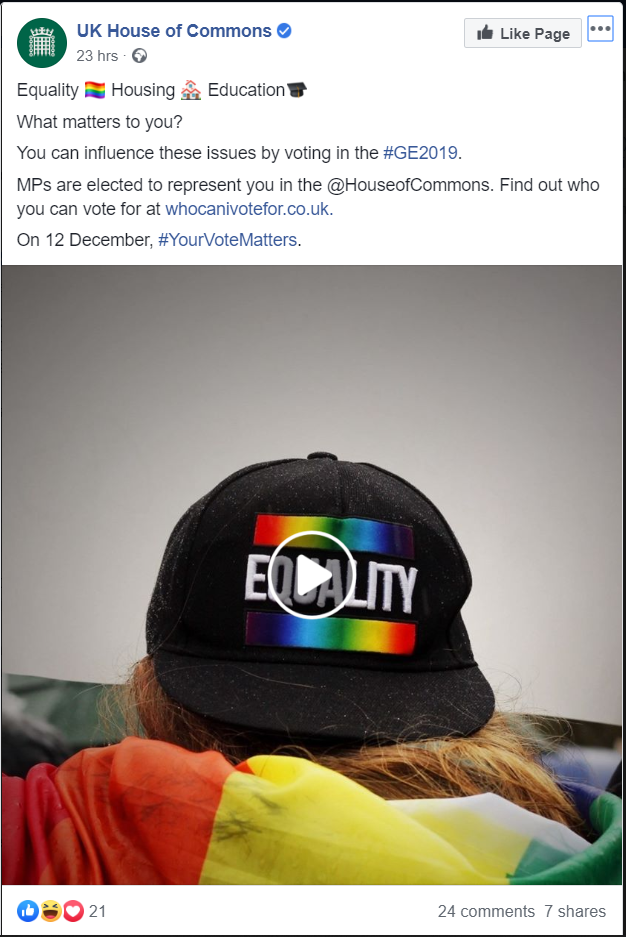 UK House of Commons
Like Page
23 hrs ·
Equality 🏳️‍🌈 Housing 🏘️ Education🎓
What matters to you?
You can influence these issues by voting in the #GE2019.
MPs are elected to represent you in the @HouseofCommons. Find out who
you can vote for at whocanivotefor.co.uk.
On 12 December, #YourVoteMatters.
EQUALITY
21
24 comments 7 shares